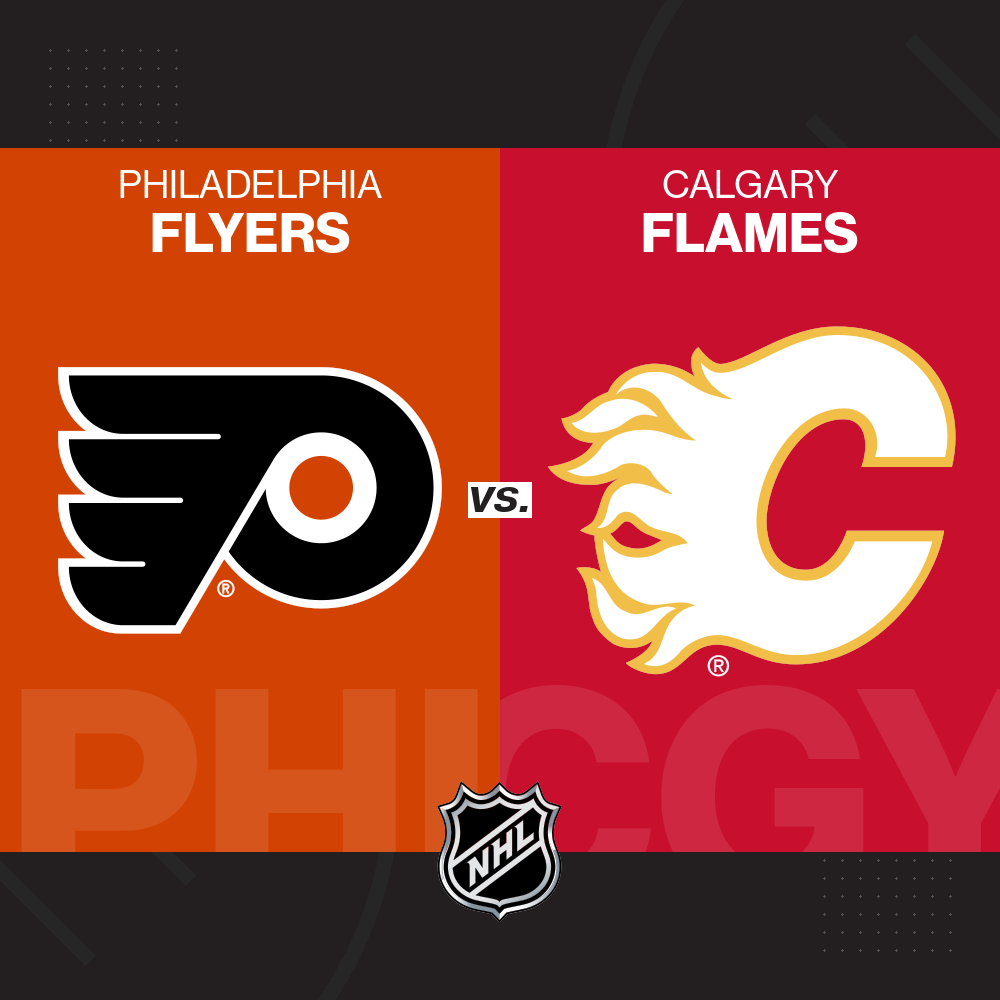 PHILADELPHIA
FLYERS
CALGARY
FLAMES
vs.
®
®
PHI
CGY
NHL